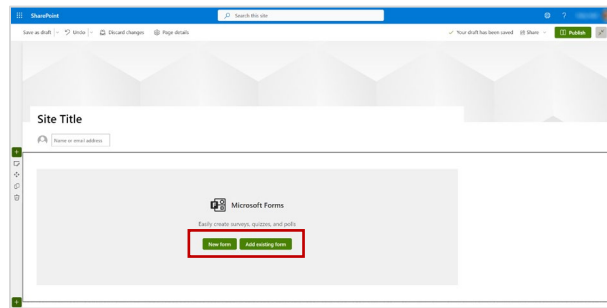 SharePoint
Search this site
?
Save as draft
Undo
Discard changes
Page details
Your draft has been saved
Share
Publish
Site Title
Name or email address
Microsoft Forms
Easily create surveys, quizzes, and polls
New form
Add existing form